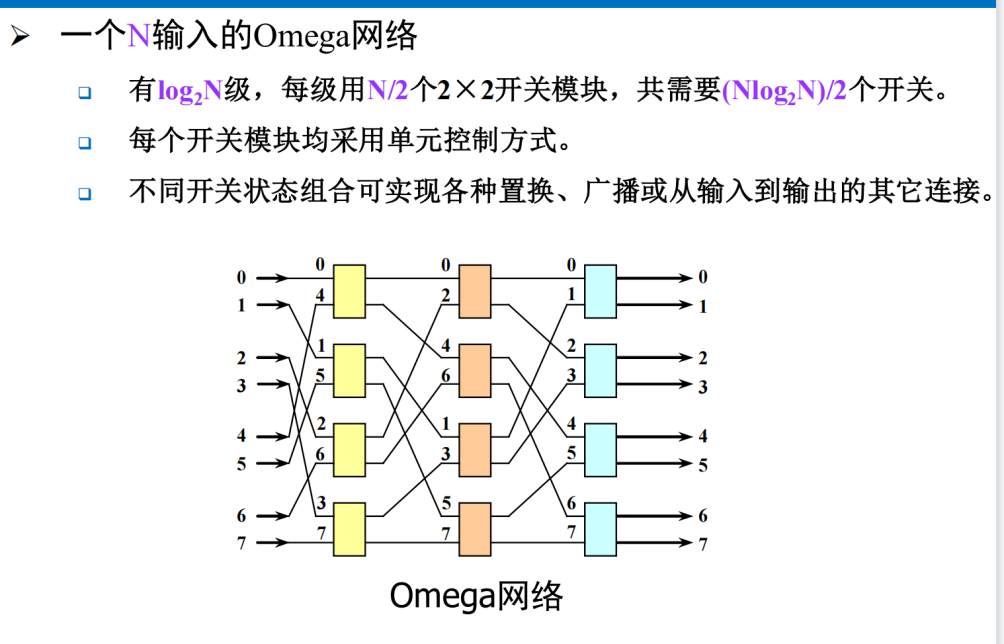 ➢ 一个N输入的Omega网络
□ 有log₂N级，每级用N/2个2×2开关模块，共需要(Nlog₂N)/2个开关。
□ 每个开关模块均采用单元控制方式。
□ 不同开关状态组合可实现各种置换、广播或从输入到输出的其它连接。
0 0 0 0 0
1 4 2 1 1
2 1 4 2 2
3 5 6 3 3
4 2 1 4 4
5 6 3 5 5
6 3 5 6 6
7 7 7 7 7
Omega网络